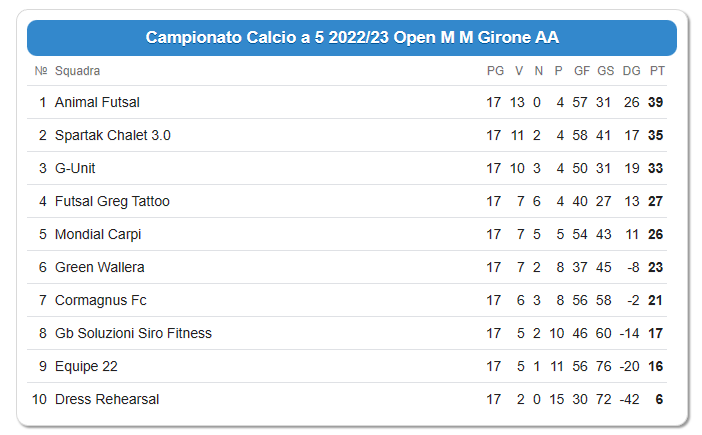 Campionato Calcio a 5 2022/23 Open M M Girone AA
№ Squadra PG V N P GF GS DG PT
1 Animal Futsal 17 13 0 4 57 31 26 39
2 Spartak Chalet 3.0 17 11 2 4 58 41 17 35
3 G-Unit 17 10 3 4 50 31 19 33
4 Futsal Greg Tattoo 17 7 6 4 40 27 13 27
5 Mondial Carpi 17 7 5 5 54 43 11 26
6 Green Wallera 17 7 2 8 37 45 -8 23
7 Cormagnus Fc 17 6 3 8 56 58 -2 21
8 Gb Soluzioni Siro Fitness 17 5 2 10 46 60 -14 17
9 Equipe 22 17 5 1 11 56 76 -20 16
10 Dress Rehearsal 17 2 0 15 30 72 -42 6